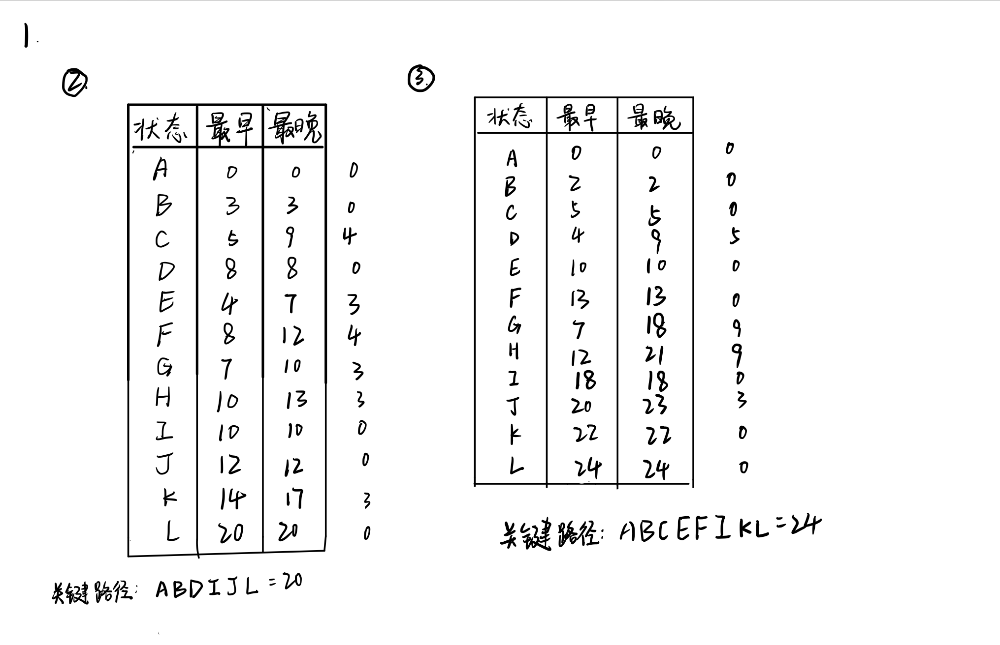 1.
②
状态 最早 最晚
A 0 0 0
B 3 3 0
C 5 9 4
D 8 8 0
E 4 7 3
F 8 12 4
G 7 10 3
H 10 13 3
I 10 10 0
J 12 12 0
K 14 17 3
L 20 20 0
关键路径: ABDIJL=20
③
状态 最早 最晚
A 0 0 0
B 2 2 0
C 5 5 0
D 4 9 5
E 10 10 0
F 13 13 0
G 7 18 9
H 12 21 9
I 18 18 0
J 20 23 3
K 22 22 0
L 24 24 0
关键路径: ABCEFIKL=24